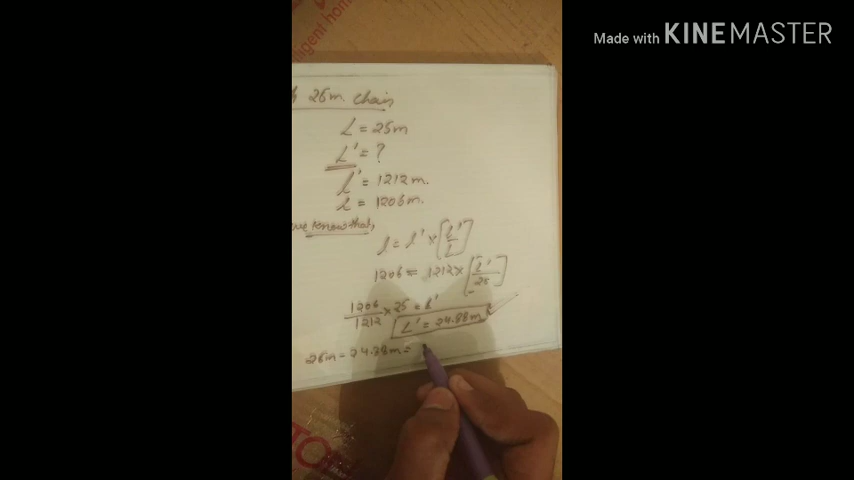 Made with KINEMASTER
25m. chain
L = 25m
L' = ?
l' = 1212m.
l = 1206m.
we know that,
l = l' × [L'/L]
1206 = 1212 × [L'/25]
1206/1212 × 25 = L'
L' = 24.88m
25m - 24.88m =